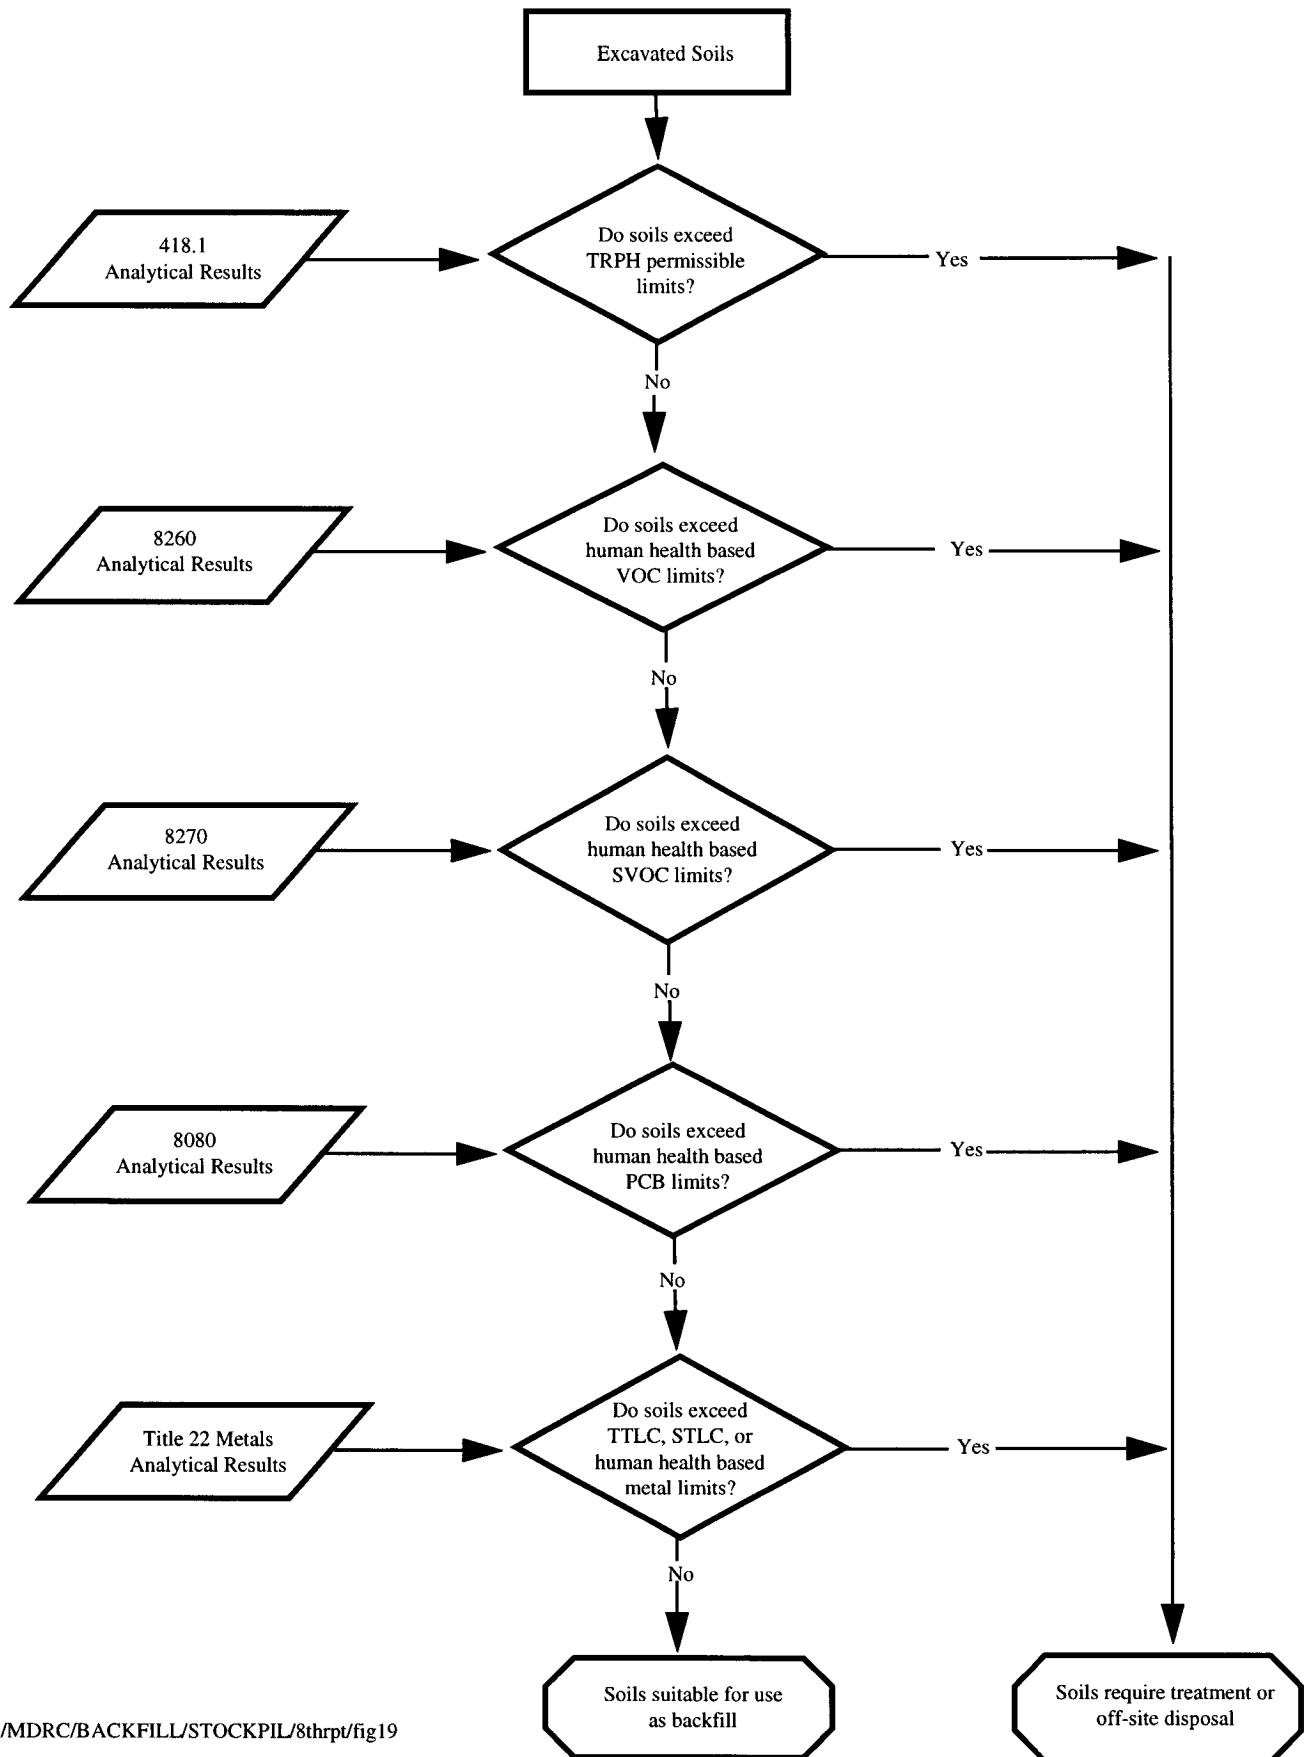 Excavated Soils
418.1
Analytical Results
Do soils exceed
TRPH permissible
limits?
Yes
No
8260
Analytical Results
Do soils exceed
human health based
VOC limits?
Yes
No
8270
Analytical Results
Do soils exceed
human health based
SVOC limits?
Yes
No
8080
Analytical Results
Do soils exceed
human health based
PCB limits?
Yes
No
Title 22 Metals
Analytical Results
Do soils exceed
TTLC, STLC, or
human health based
metal limits?
Yes
No
Soils suitable for use
as backfill
Soils require treatment or
off-site disposal
/MDRC/BACKFILL/STOCKPIL/8thrpt/fig19